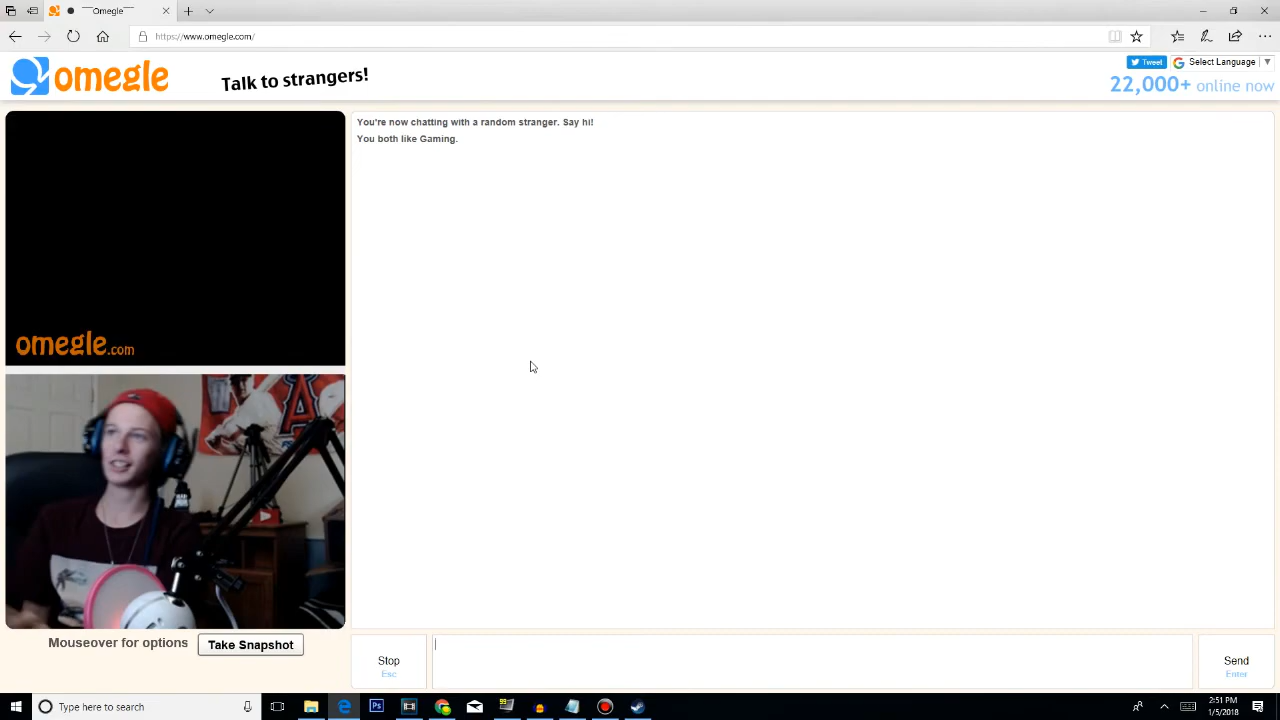 Omegle
https://www.omegle.com/
omegle
Talk to strangers!
Tweet
Select Language
22,000+ online now
You're now chatting with a random stranger. Say hi!
You both like Gaming.
omegle.com
A
Mouseover for options
Take Snapshot
Stop
Esc
Send
Enter
Type here to search
2:51 PM
1/5/2018